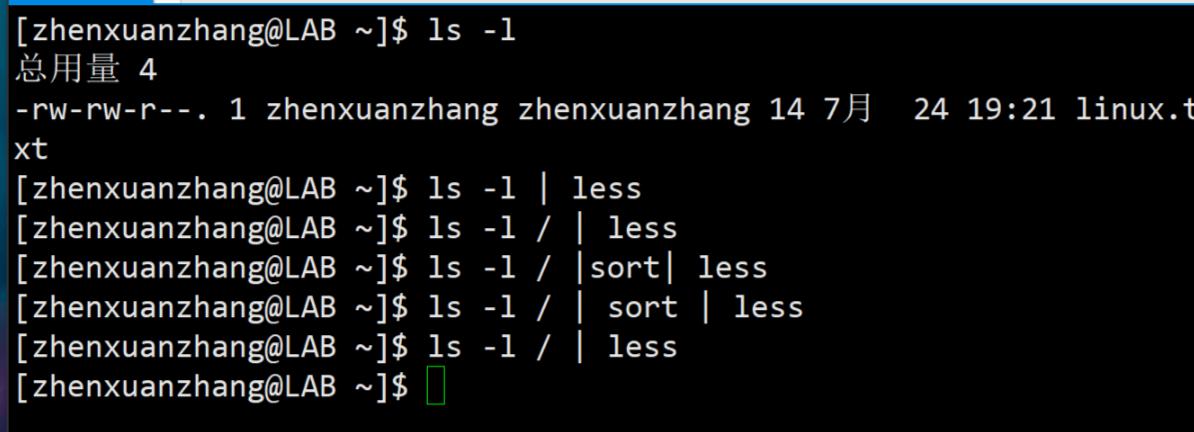 [zhenxuanzhang@LAB ~]$ ls -l
总用量 4
-rw-rw-r--. 1 zhenxuanzhang zhenxuanzhang 14 7月  24 19:21 linux.t
xt
[zhenxuanzhang@LAB ~]$ ls -l | less
[zhenxuanzhang@LAB ~]$ ls -l / | less
[zhenxuanzhang@LAB ~]$ ls -l / |sort| less
[zhenxuanzhang@LAB ~]$ ls -l / | sort | less
[zhenxuanzhang@LAB ~]$ ls -l / | less
[zhenxuanzhang@LAB ~]$